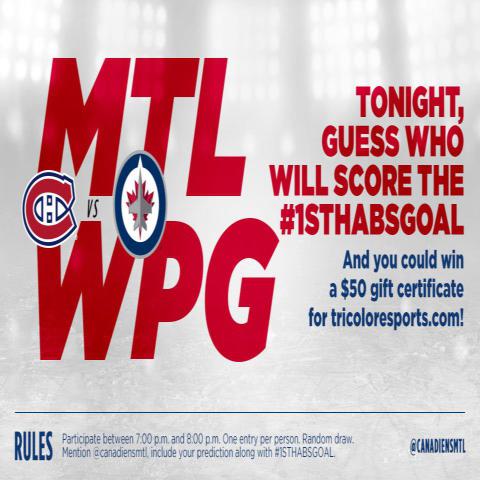 MTL
VS
WPG
TONIGHT,
GUESS WHO
WILL SCORE THE
#1STHABSGOAL
And you could win
a $50 gift certificate
for tricoloresports.com!
RULES
Participate between 7:00 p.m. and 8:00 p.m. One entry per person. Random draw.
Mention @canadiensmtl, include your prediction along with #1STHABSGOAL.
@CANADIENSMTL